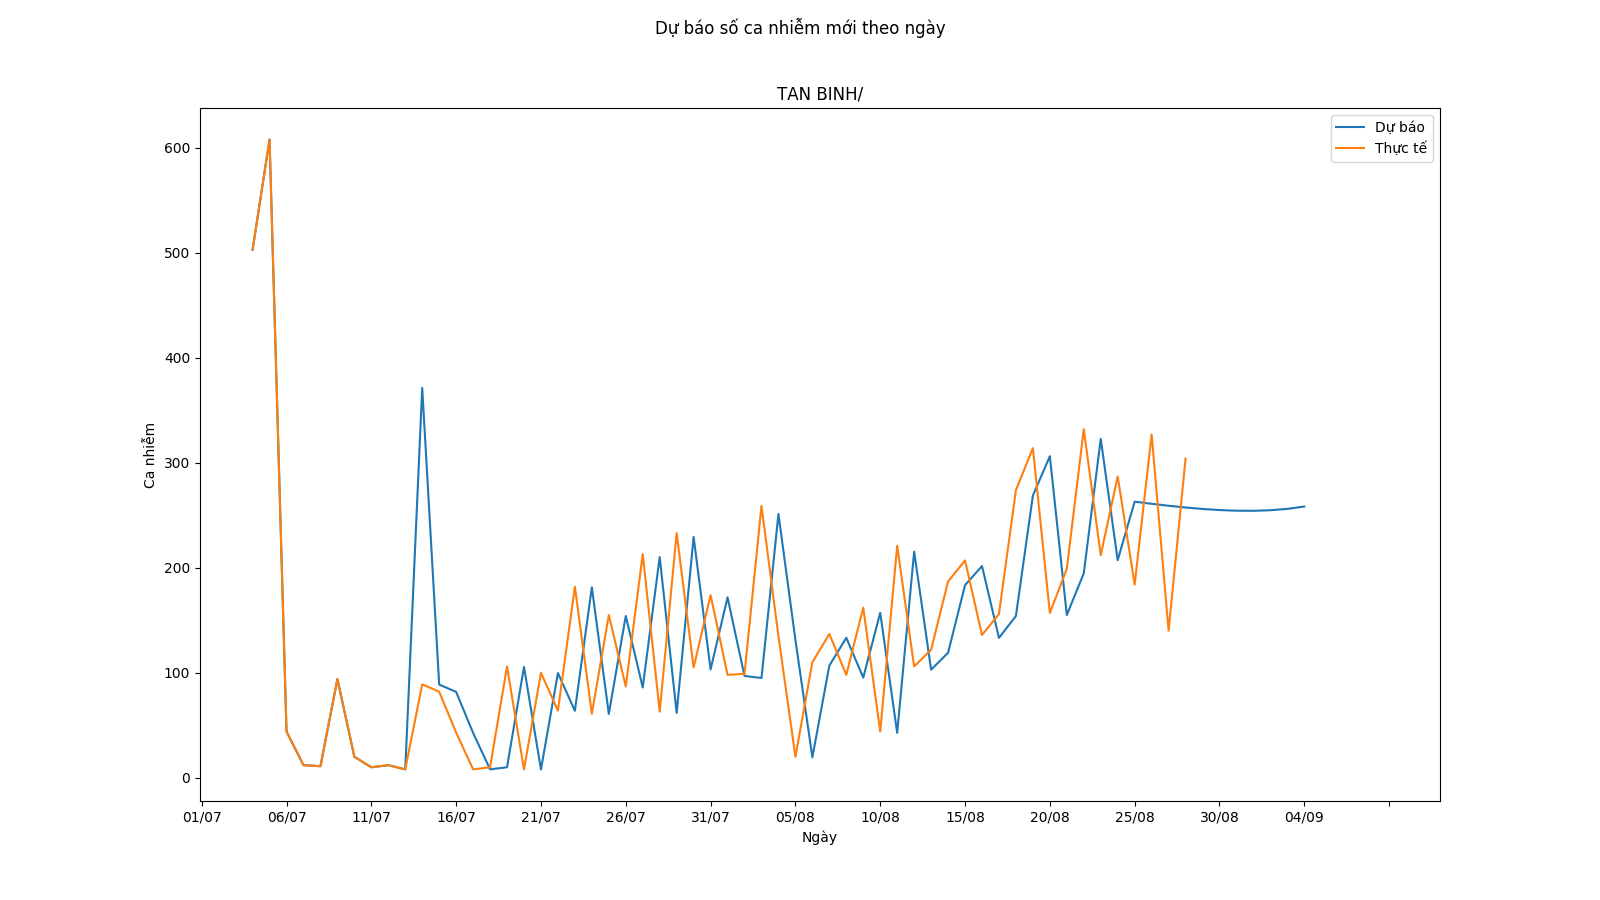 Dự báo số ca nhiễm mới theo ngày
TAN BINH/
Dự báo
Thực tế
Ca nhiễm
600
500
400
300
200
100
0
01/07 06/07 11/07 16/07 21/07 26/07 31/07 05/08 10/08 15/08 20/08 25/08 30/08 04/09
Ngày